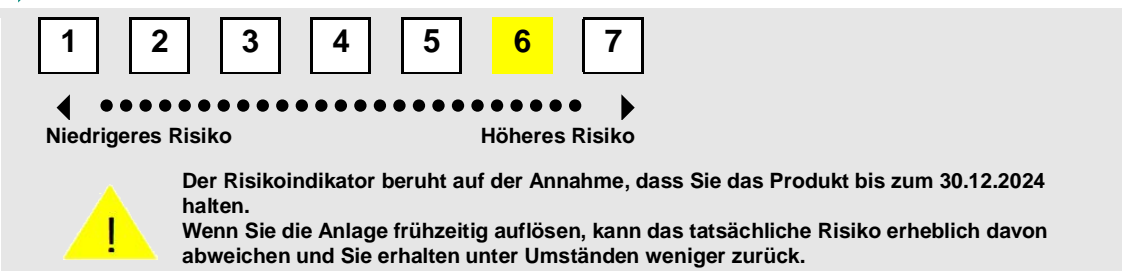 1 2 3 4 5 6 7
Niedrigeres Risiko Höheres Risiko
Der Risikoindikator beruht auf der Annahme, dass Sie das Produkt bis zum 30.12.2024
halten.
Wenn Sie die Anlage frühzeitig auflösen, kann das tatsächliche Risiko erheblich davon
abweichen und Sie erhalten unter Umständen weniger zurück.
!